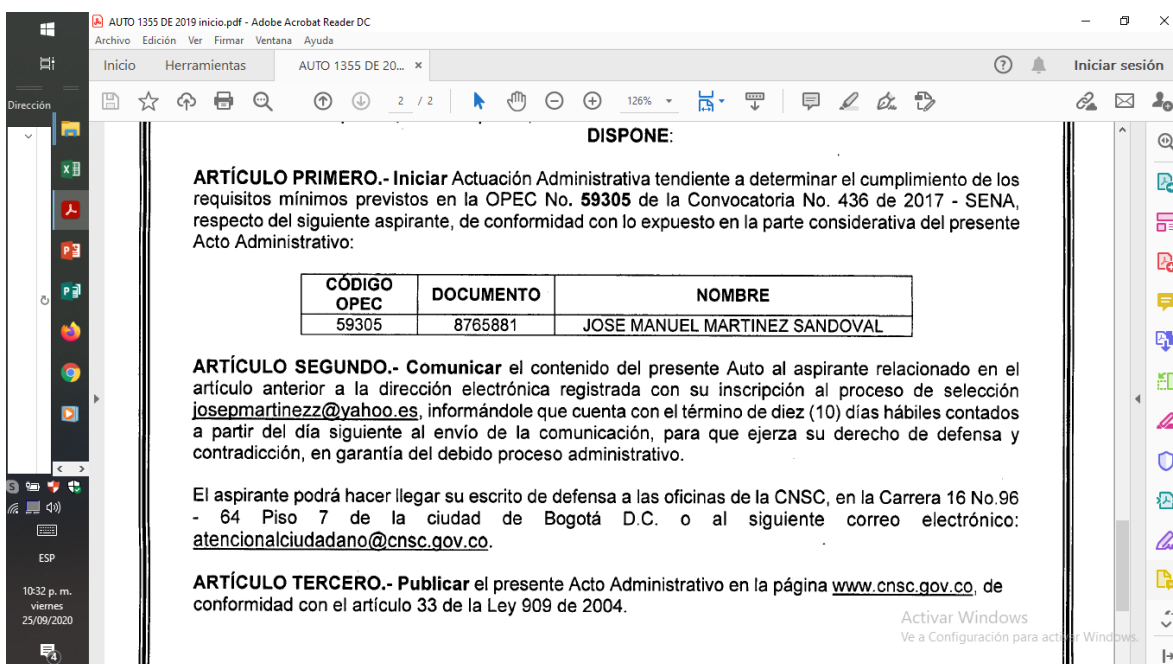 AUTO 1355 DE 2019 inicio.pdf - Adobe Acrobat Reader DC
Archivo Edición Ver Firmar Ventana Ayuda
Inicio Herramientas AUTO 1355 DE 20... × Iniciar sesión
Dirección
2 / 2 126%
DISPONE:
ARTÍCULO PRIMERO.- Iniciar Actuación Administrativa tendiente a determinar el cumplimiento de los
requisitos mínimos previstos en la OPEC No. 59305 de la Convocatoria No. 436 de 2017 - SENA,
respecto del siguiente aspirante, de conformidad con lo expuesto en la parte considerativa del presente
Acto Administrativo:
CÓDIGO
OPEC DOCUMENTO NOMBRE
59305 8765881 JOSE MANUEL MARTINEZ SANDOVAL
ARTÍCULO SEGUNDO.- Comunicar el contenido del presente Auto al aspirante relacionado en el
artículo anterior a la dirección electrónica registrada con su inscripción al proceso de selección
josepmartinezz@yahoo.es, informándole que cuenta con el término de diez (10) días hábiles contados
a partir del día siguiente al envío de la comunicación, para que ejerza su derecho de defensa y
contradicción, en garantía del debido proceso administrativo.
El aspirante podrá hacer llegar su escrito de defensa a las oficinas de la CNSC, en la Carrera 16 No.96
- 64 Piso 7 de la ciudad de Bogotá D.C. o al siguiente correo electrónico:
atencionalciudadano@cnsc.gov.co.
ARTÍCULO TERCERO.- Publicar el presente Acto Administrativo en la página www.cnsc.gov.co, de
conformidad con el artículo 33 de la Ley 909 de 2004.
Activar Windows
Ve a Configuración para activar Windows.
ESP
10:32 p. m.
viernes
25/09/2020
4